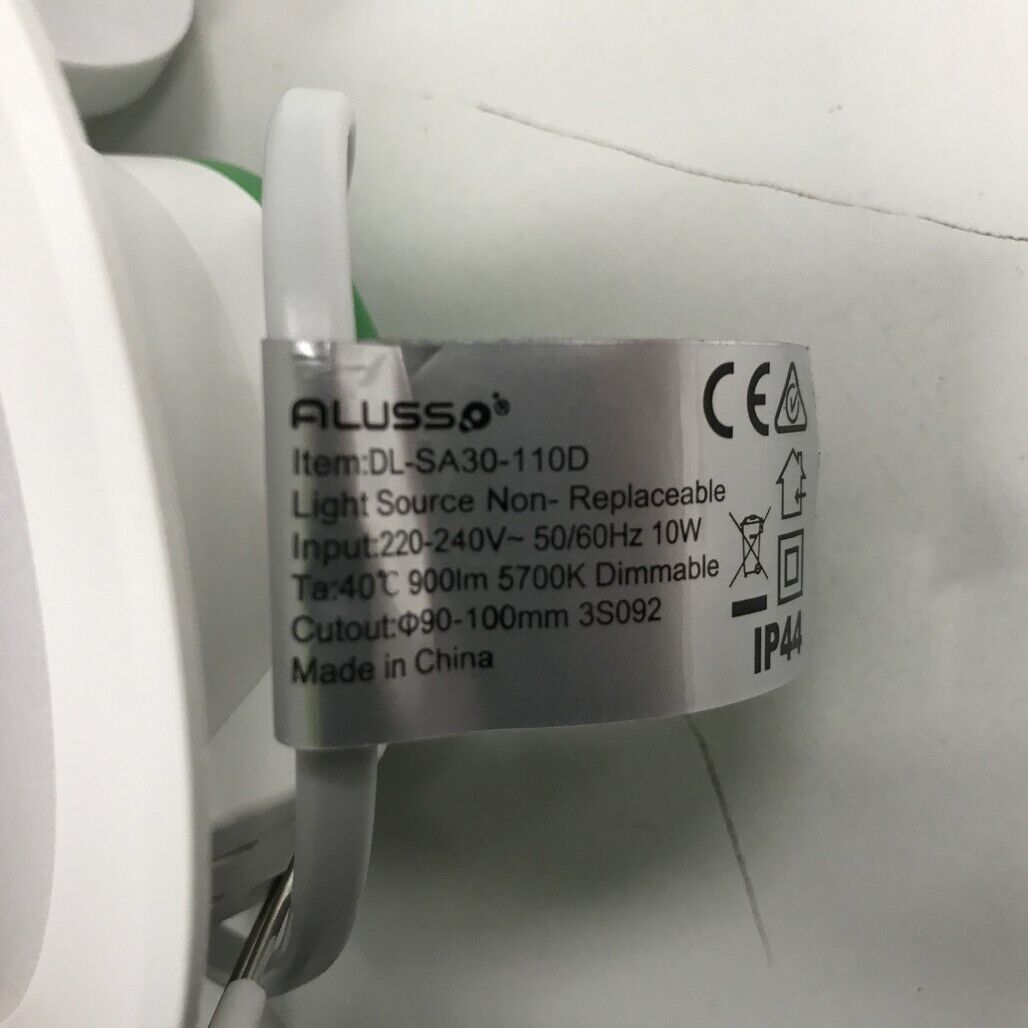 ALUSSO
Item:DL-SA30-110D
Light Source Non- Replaceable
Input:220-240V~ 50/60Hz 10W
Ta:40℃ 900lm 5700K Dimmable
Cutout:Φ90-100mm 3S092
Made in China
CE
IP44